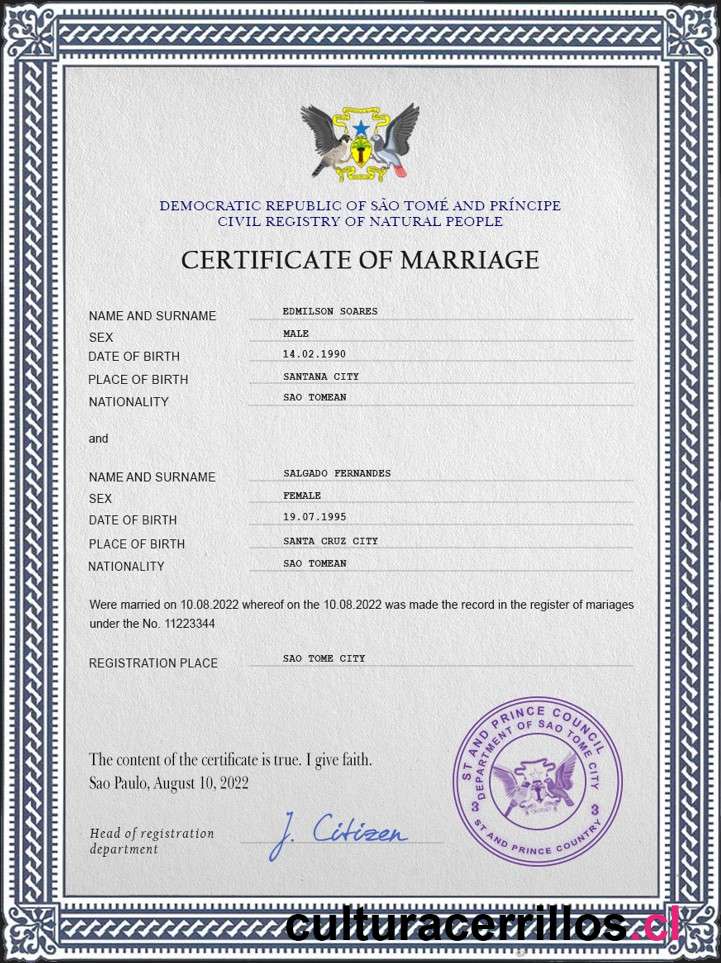 DEMOCRATIC REPUBLIC OF SÃO TOMÉ AND PRÍNCIPE
CIVIL REGISTRY OF NATURAL PEOPLE
CERTIFICATE OF MARRIAGE
NAME AND SURNAME EDMILSON SOARES
SEX MALE
DATE OF BIRTH 14.02.1990
PLACE OF BIRTH SANTANA CITY
NATIONALITY SAO TOMEAN
and
NAME AND SURNAME SALGADO FERNANDES
SEX FEMALE
DATE OF BIRTH 19.07.1995
PLACE OF BIRTH SANTA CRUZ CITY
NATIONALITY SAO TOMEAN
Were married on 10.08.2022 whereof on the 10.08.2022 was made the record in the register of mariages
under the No. 11223344
REGISTRATION PLACE SAO TOME CITY
The content of the certificate is true. I give faith.
Sao Paulo, August 10, 2022
Head of registration
department
J. Citizen
ST AND PRINCE COUNCIL
DEPARTMENT OF SAO TOME CITY
3 3
ST AND PRINCE COUNTRY
culturacerrillos.cl